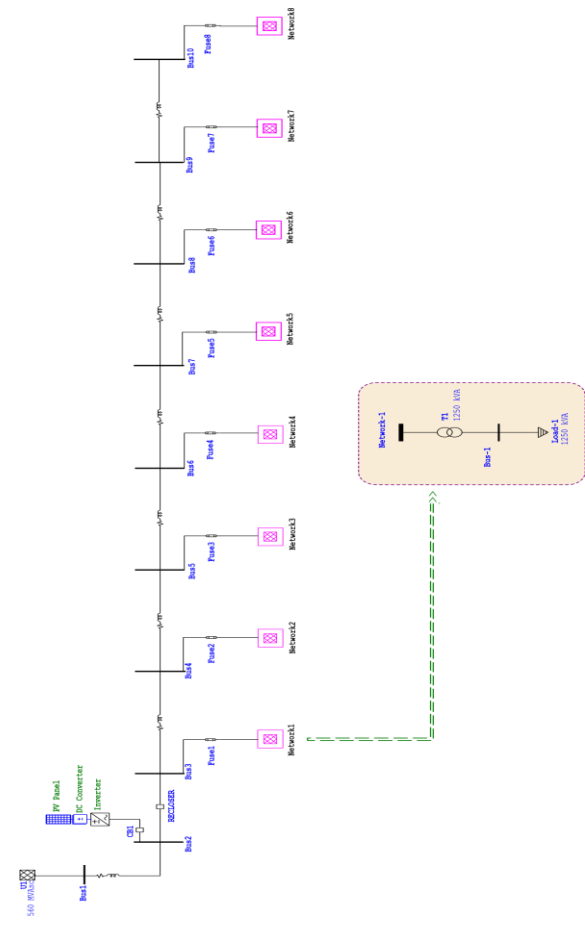 U1
560 MVAsc
Bus1
PV Panel
DC Converter
Inverter
CB1
Bus2
RECLOSER
Bus3
Fuse1
Network1
Bus4
Fuse2
Network2
Bus5
Fuse3
Network3
Bus6
Fuse4
Network4
Bus7
Fuse5
Network5
Bus8
Fuse6
Network6
Bus9
Fuse7
Network7
Bus10
Fuse8
Network8
Network-1
T1
1250 kVA
Bus-1
Load-1
1250 kVA